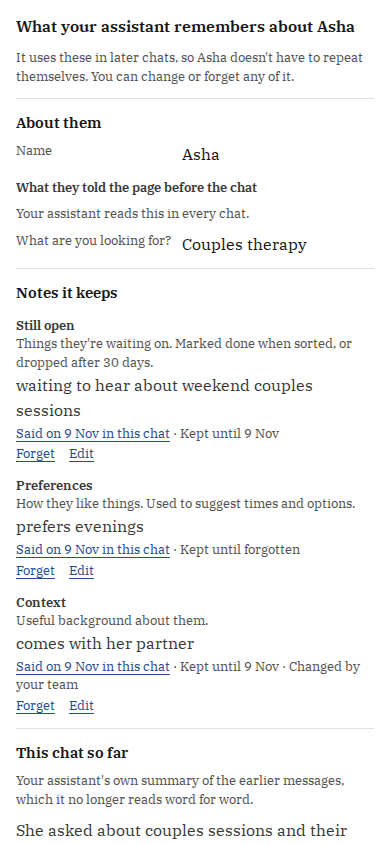 What your assistant remembers about Asha
It uses these in later chats, so Asha doesn't have to repeat
themselves. You can change or forget any of it.
About them
Name
Asha
What they told the page before the chat
Your assistant reads this in every chat.
What are you looking for?
Couples therapy
Notes it keeps
Still open
Things they're waiting on. Marked done when sorted, or
dropped after 30 days.
waiting to hear about weekend couples
sessions
Said on 9 Nov in this chat · Kept until 9 Nov
Forget Edit
Preferences
How they like things. Used to suggest times and options.
prefers evenings
Said on 9 Nov in this chat · Kept until forgotten
Forget Edit
Context
Useful background about them.
comes with her partner
Said on 9 Nov in this chat · Kept until 9 Nov · Changed by
your team
Forget Edit
This chat so far
Your assistant's own summary of the earlier messages,
which it no longer reads word for word.
She asked about couples sessions and their